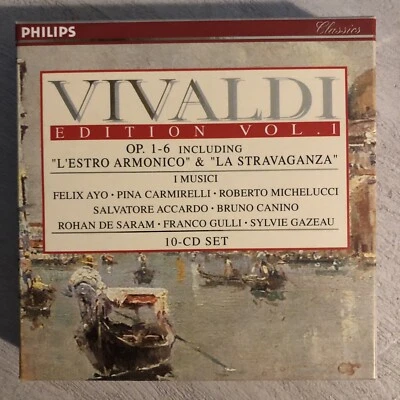 PHILIPS
Classics
VIVALDI
EDITION VOL.1
OP. 1-6 INCLUDING
"L'ESTRO ARMONICO" & "LA STRAVAGANZA"
I MUSICI
FELIX AYO · PINA CARMIRELLI · ROBERTO MICHELUCCI
SALVATORE ACCARDO · BRUNO CANINO
ROHAN DE SARAM · FRANCO GULLI · SYLVIE GAZEAU
10-CD SET